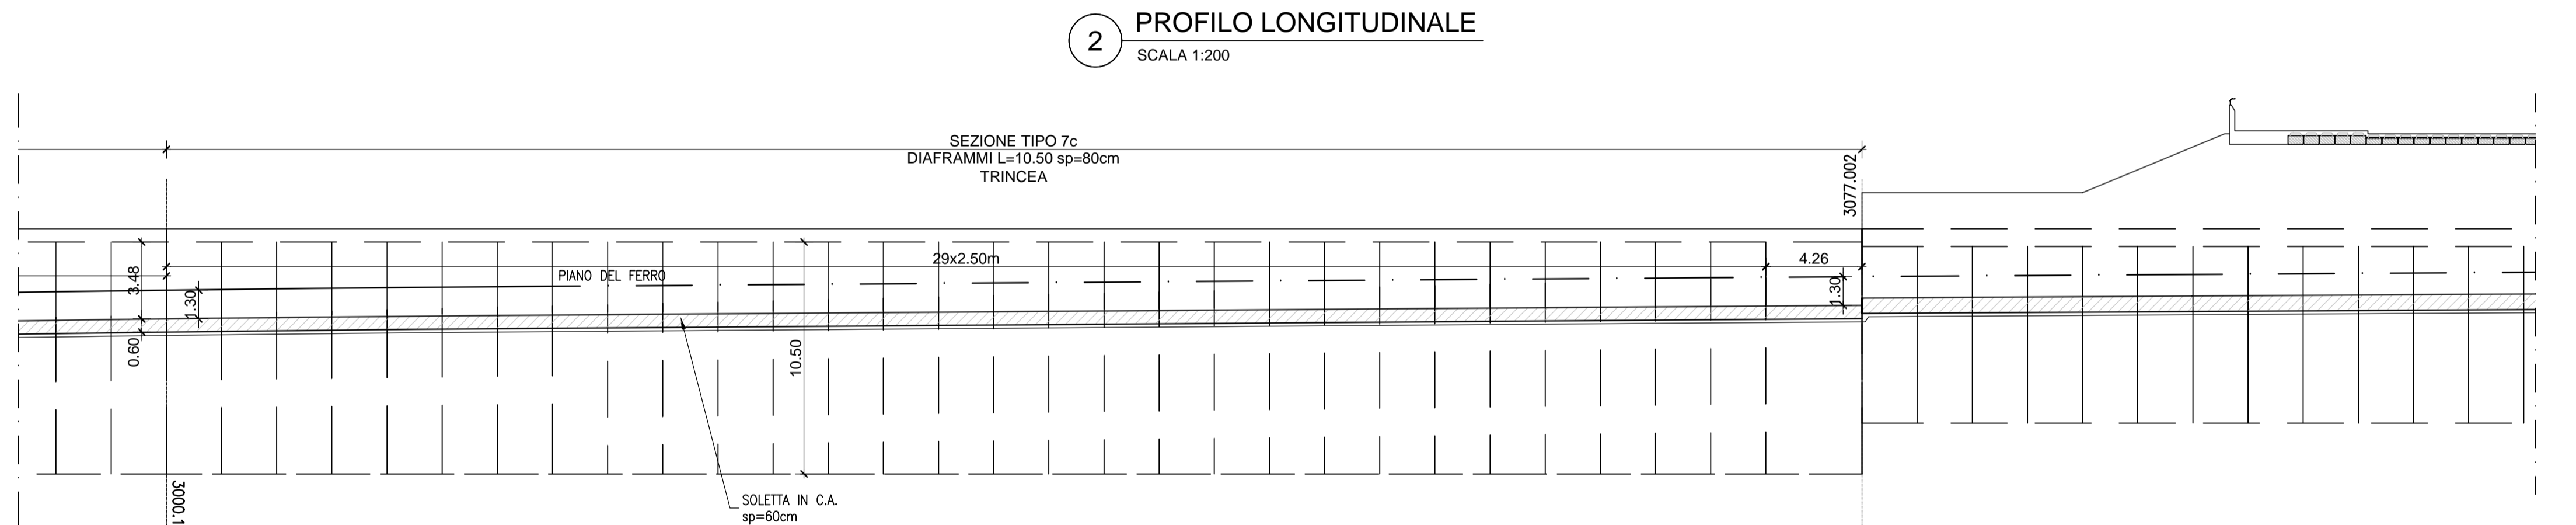 2
PROFILO LONGITUDINALE
SCALA 1:200
SEZIONE TIPO 7c
DIAFRAMMI L=10.50 sp=80cm
TRINCEA
3077.002
29x2.50m
4.26
PIANO DEL FERRO
3.48
1.30
1.30
0.60
10.50
3000.1
SOLETTA IN C.A.
sp=60cm